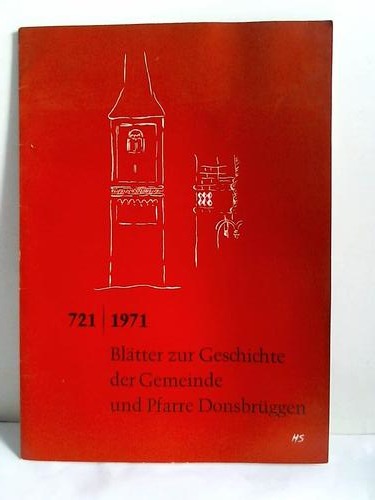 721 | 1971
Blätter zur Geschichte
der Gemeinde
und Pfarre Donsbrüggen
HS